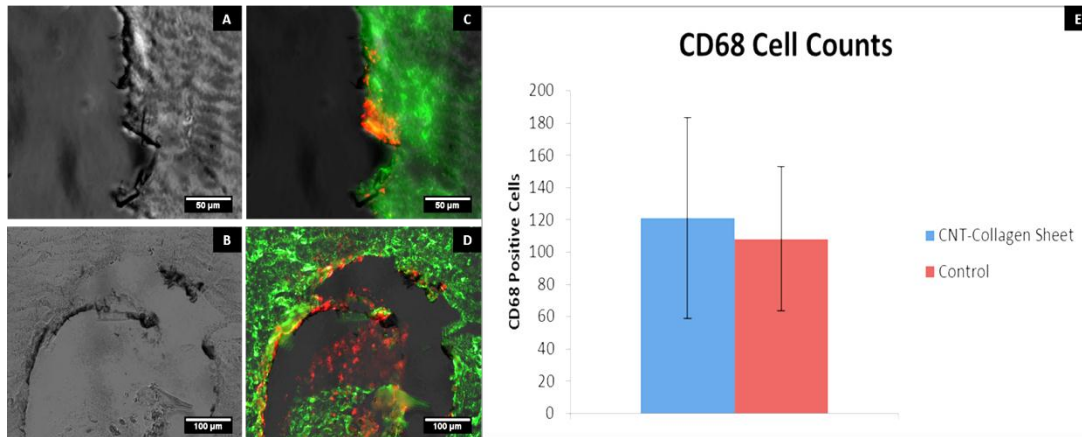 A
50 µm
C
50 µm
B
100 µm
D
100 µm
E
CD68 Cell Counts
CD68 Positive Cells
200
180
160
140
120
100
80
60
40
20
0
CNT-Collagen Sheet
Control